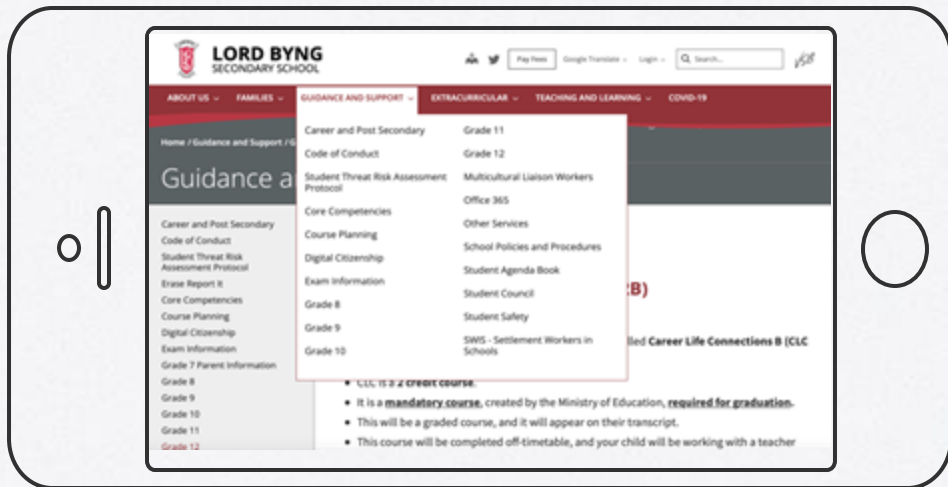 LORD BYNG
SECONDARY SCHOOL
Pay Fees
Google Translate
Login
Search...
VSB
ABOUT US
FAMILIES
GUIDANCE AND SUPPORT
EXTRACURRICULAR
TEACHING AND LEARNING
COVID-19
Home / Guidance and Support / G
Guidance a
Career and Post Secondary
Code of Conduct
Student Threat Risk Assessment
Protocol
Core Competencies
Course Planning
Digital Citizenship
Exam Information
Grade 8
Grade 9
Grade 10
Grade 11
Grade 12
Multicultural Liaison Workers
Office 365
Other Services
School Policies and Procedures
Student Agenda Book
Student Council
Student Safety
SWIS - Settlement Workers in
Schools
Career and Post Secondary
Code of Conduct
Student Threat Risk
Assessment Protocol
Erase Report It
Core Competencies
Course Planning
Digital Citizenship
Exam Information
Grade 7 Parent Information
Grade 8
Grade 9
Grade 10
Grade 11
Grade 12
B)
lled Career Life Connections B (CLC
CLC is a 2 credit course.
It is a mandatory course, created by the Ministry of Education, required for graduation.
This will be a graded course, and it will appear on their transcript.
This course will be completed off-timetable, and your child will be working with a teacher